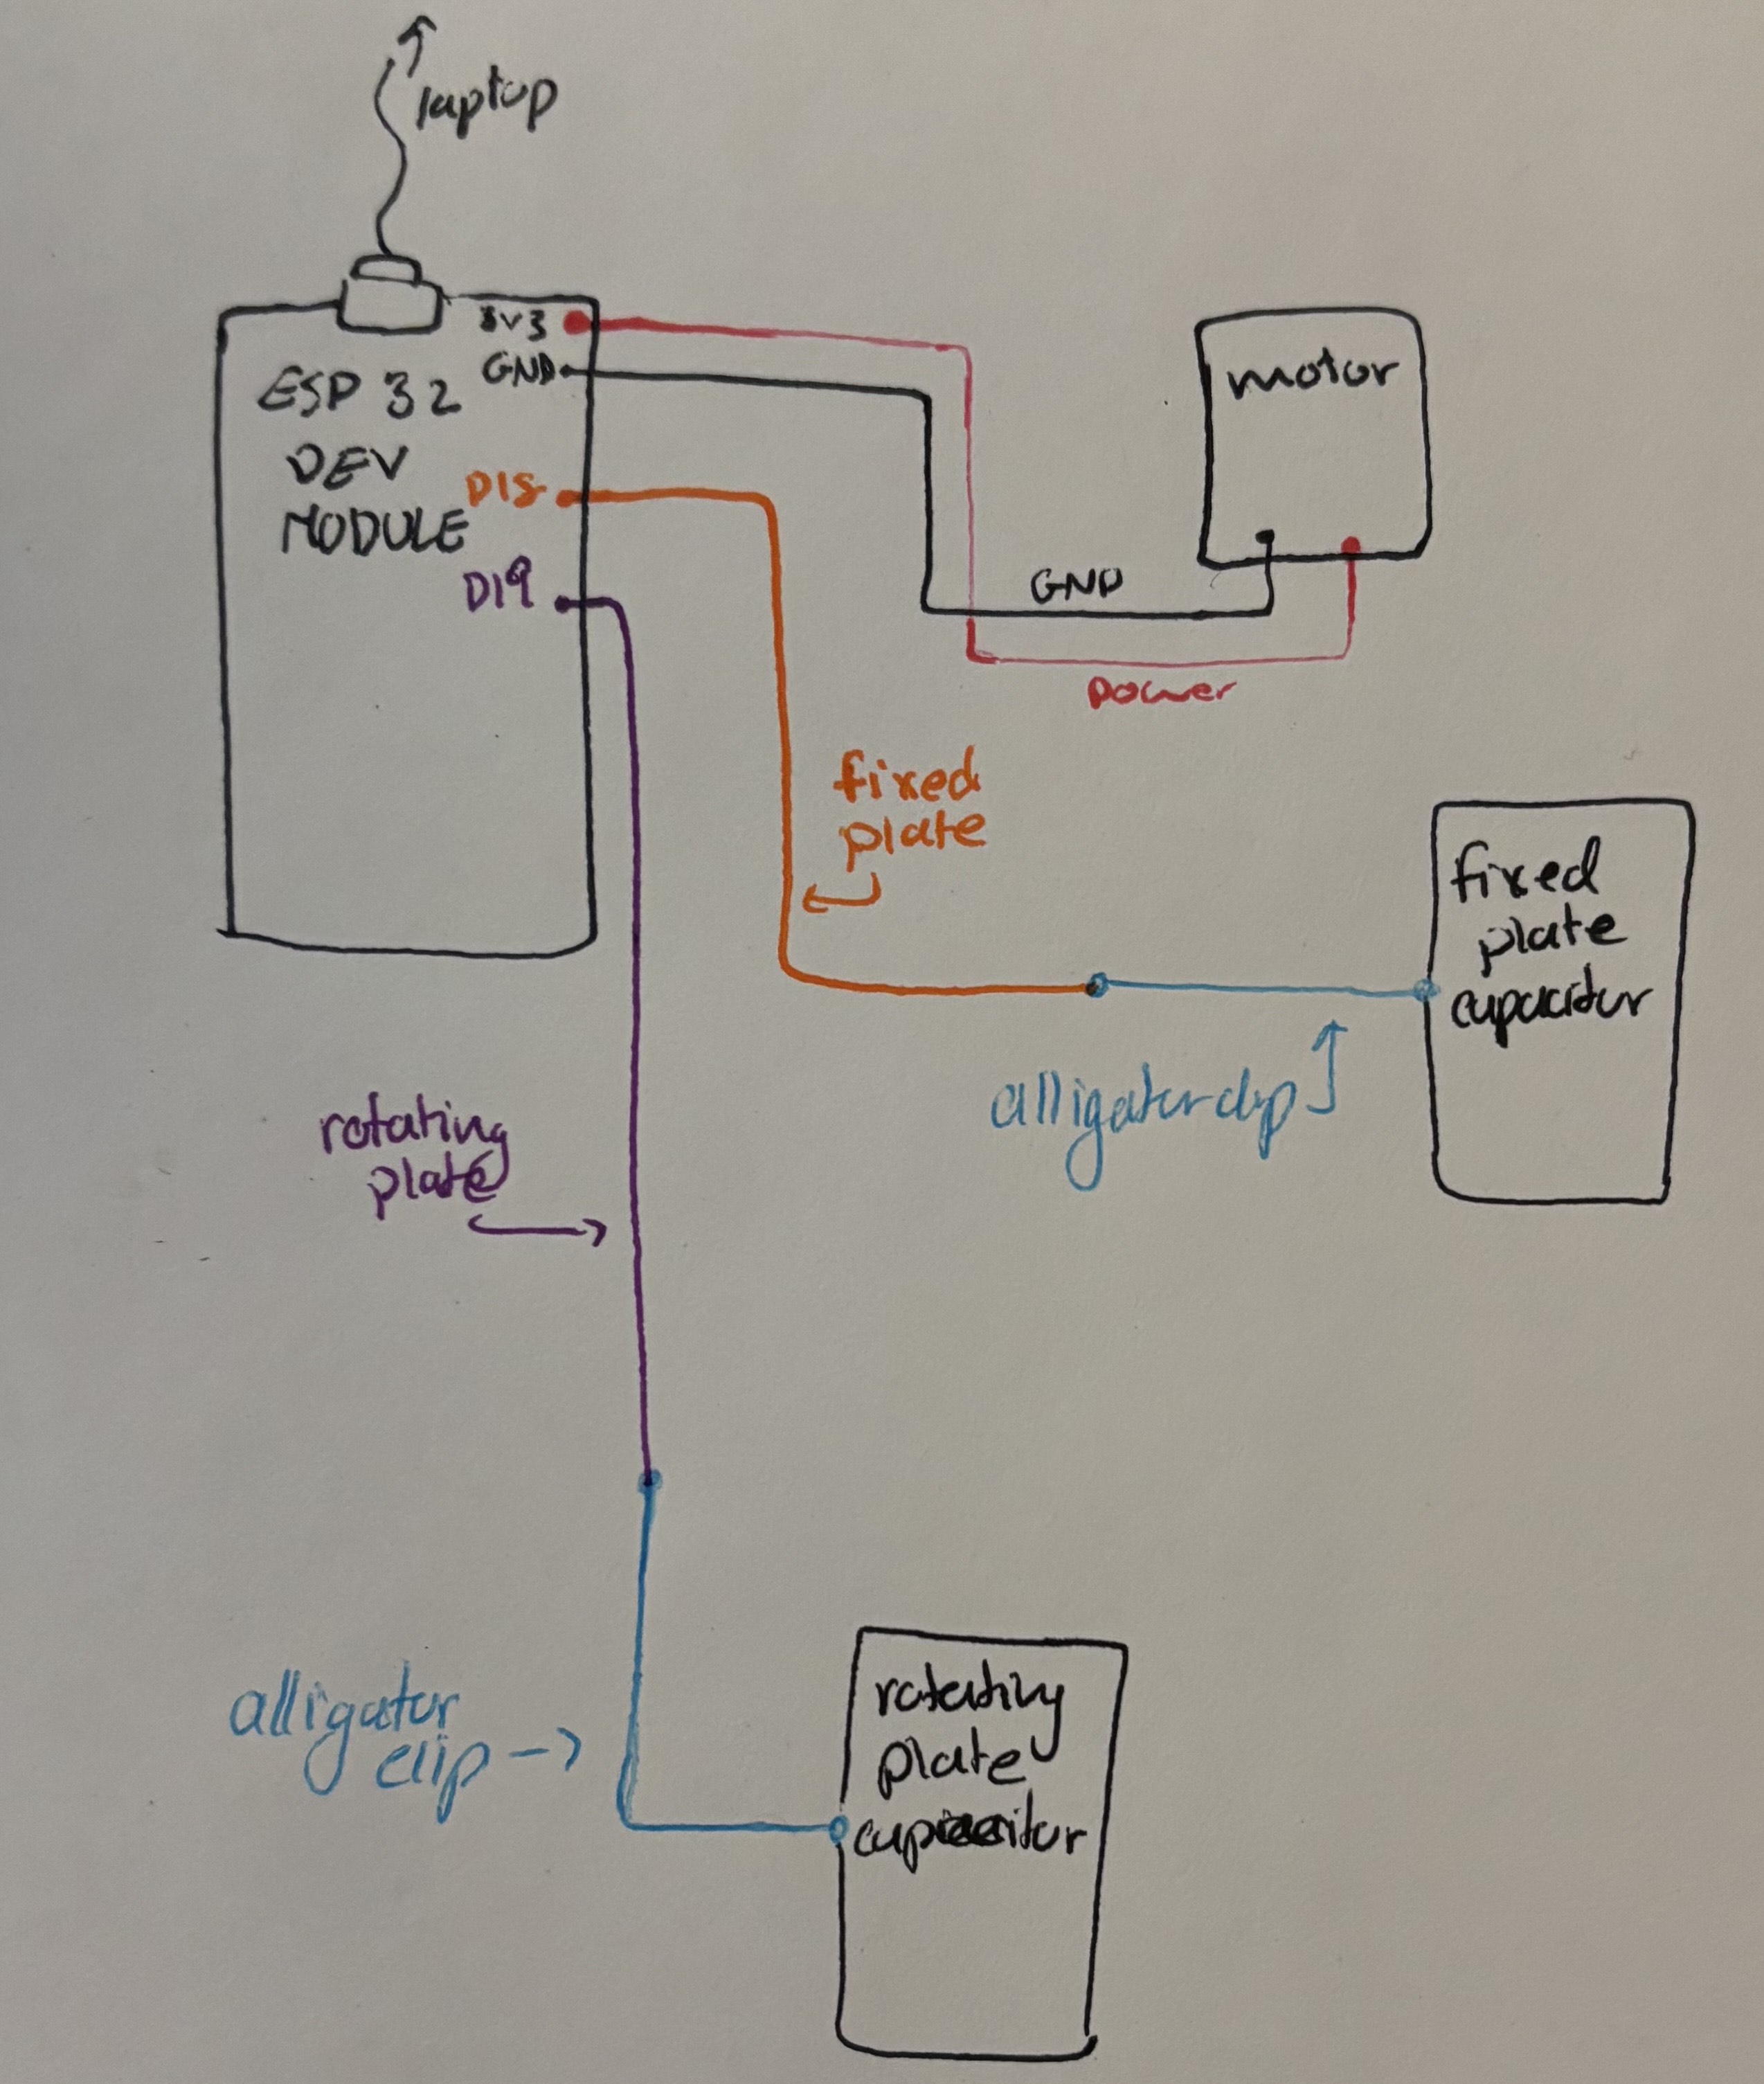 laptop
3V3
GND
ESP 32
DEV
MODULE
D18
D19
motor
GND
power
fixed
plate
fixed
plate
capacitor
alligator clip
rotating
plate
alligator
clip
rotating
plate
capacitor